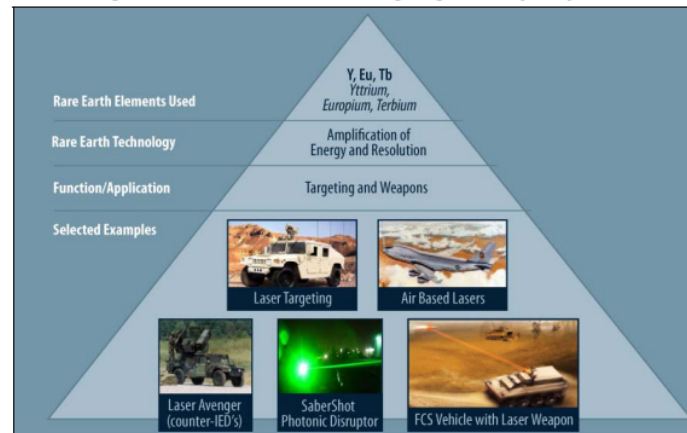 Y, Eu, Tb
Yttrium,
Europium, Terbium
Rare Earth Elements Used
Rare Earth Technology
Amplification of
Energy and Resolution
Function/Application
Targeting and Weapons
Selected Examples
Laser Targeting
Air Based Lasers
Laser Avenger
(counter-IED's)
SaberShot
Photonic Disruptor
FCS Vehicle with Laser Weapon